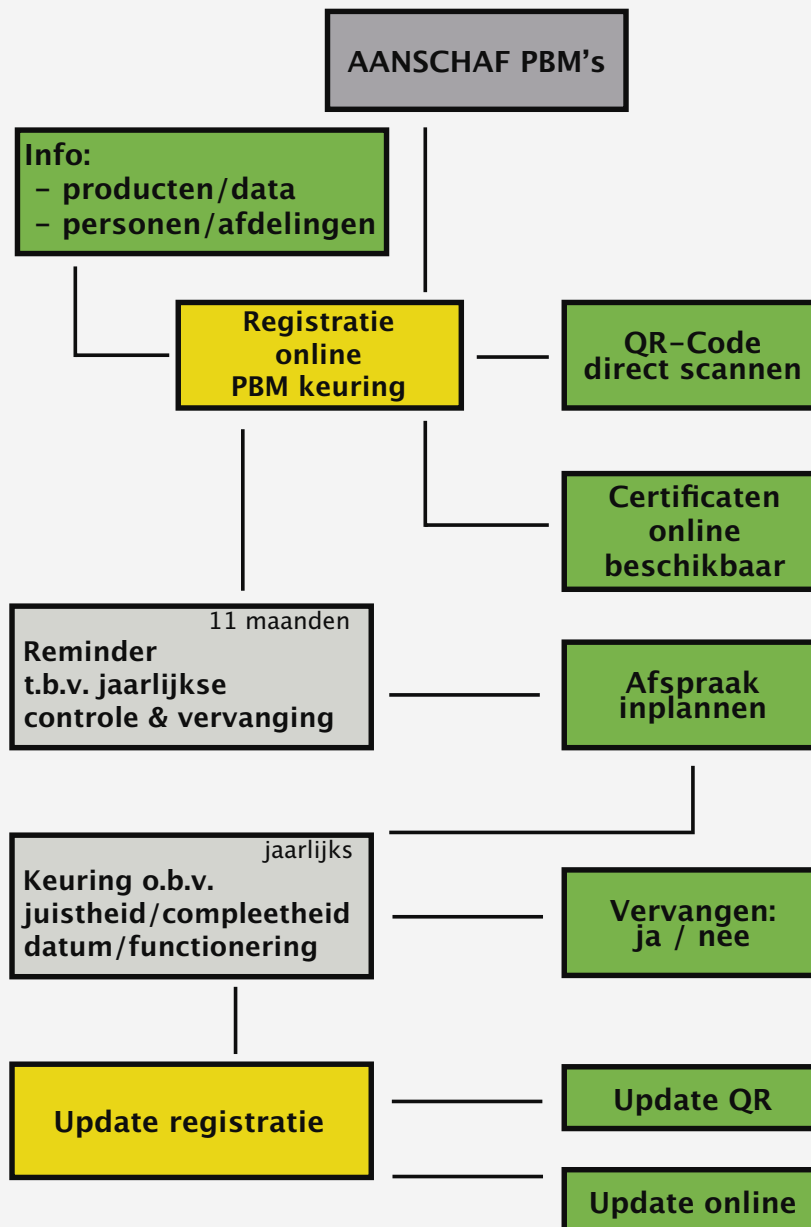 AANSCHAF PBM's
Info:
– producten/data
– personen/afdelingen
Registratie
online
PBM keuring
QR–Code
direct scannen
Certificaten
online
beschikbaar
11 maanden
Reminder
t.b.v. jaarlijkse
controle & vervanging
Afspraak
inplannen
jaarlijks
Keuring o.b.v.
juistheid/compleetheid
datum/functionering
Vervangen:
ja / nee
Update registratie
Update QR
Update online